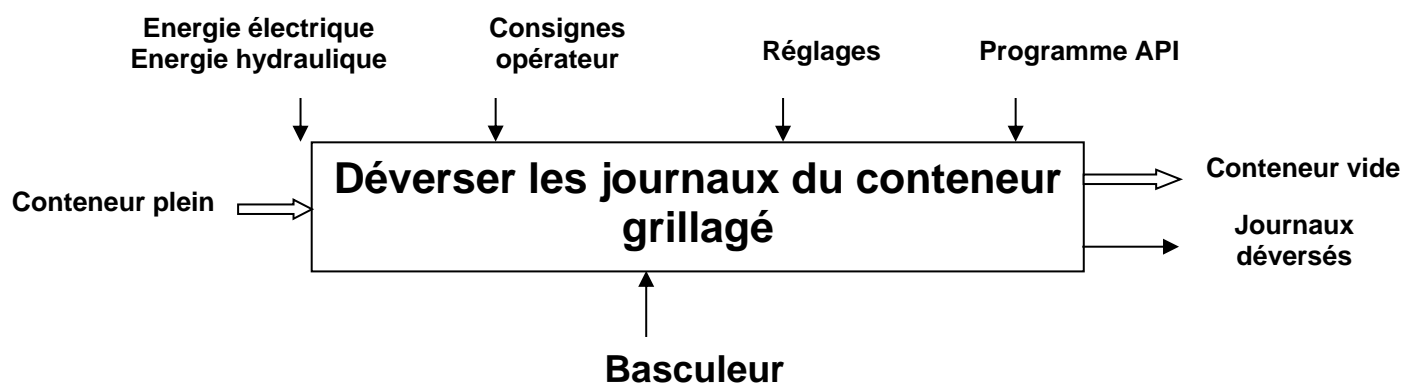 Energie électrique
Energie hydraulique
Consignes
opérateur
Réglages
Programme API
Conteneur plein
Déverser les journaux du conteneur
grillagé
Conteneur vide
Journaux
déversés
Basculeur